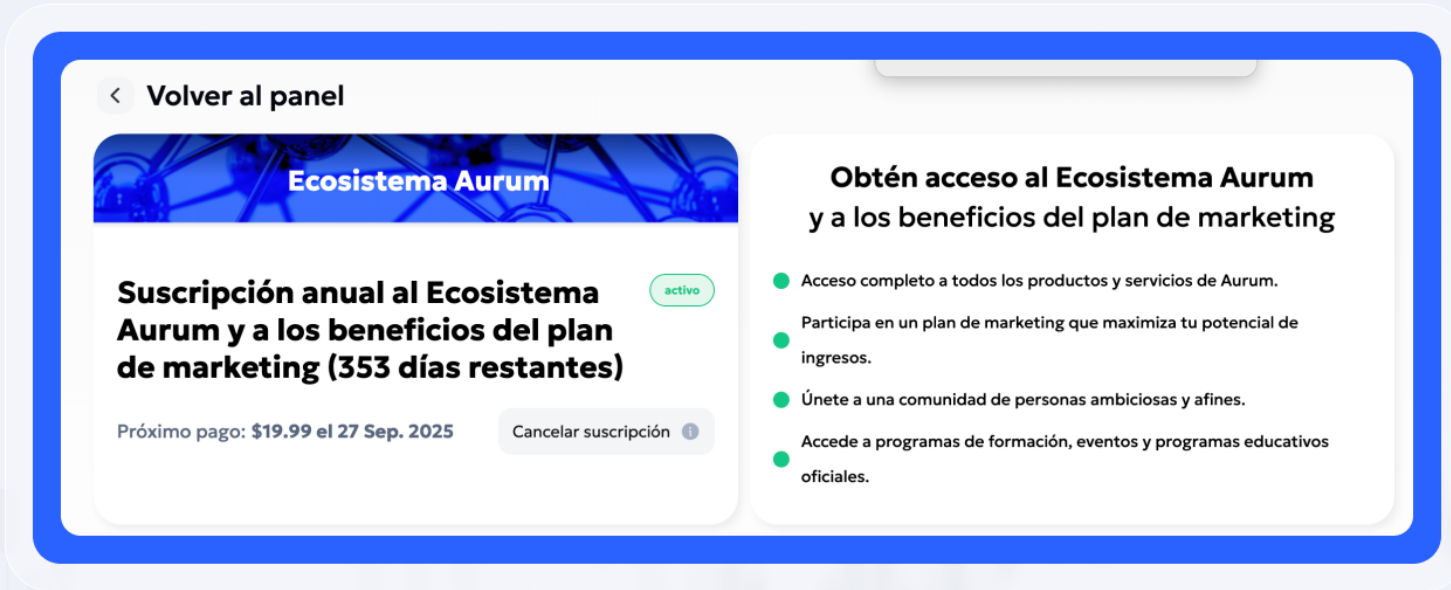 Volver al panel
Ecosistema Aurum
Suscripción anual al Ecosistema
Aurum y a los beneficios del plan
de marketing (353 días restantes)
activo
Próximo pago: $19.99 el 27 Sep. 2025
Cancelar suscripción
Obtén acceso al Ecosistema Aurum
y a los beneficios del plan de marketing
Acceso completo a todos los productos y servicios de Aurum.
Participa en un plan de marketing que maximiza tu potencial de
ingresos.
Únete a una comunidad de personas ambiciosas y afines.
Accede a programas de formación, eventos y programas educativos
oficiales.